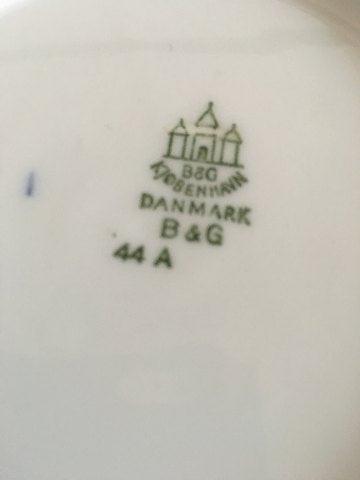 B&G
KJØBENHAVN
DANMARK
B & G
44 A